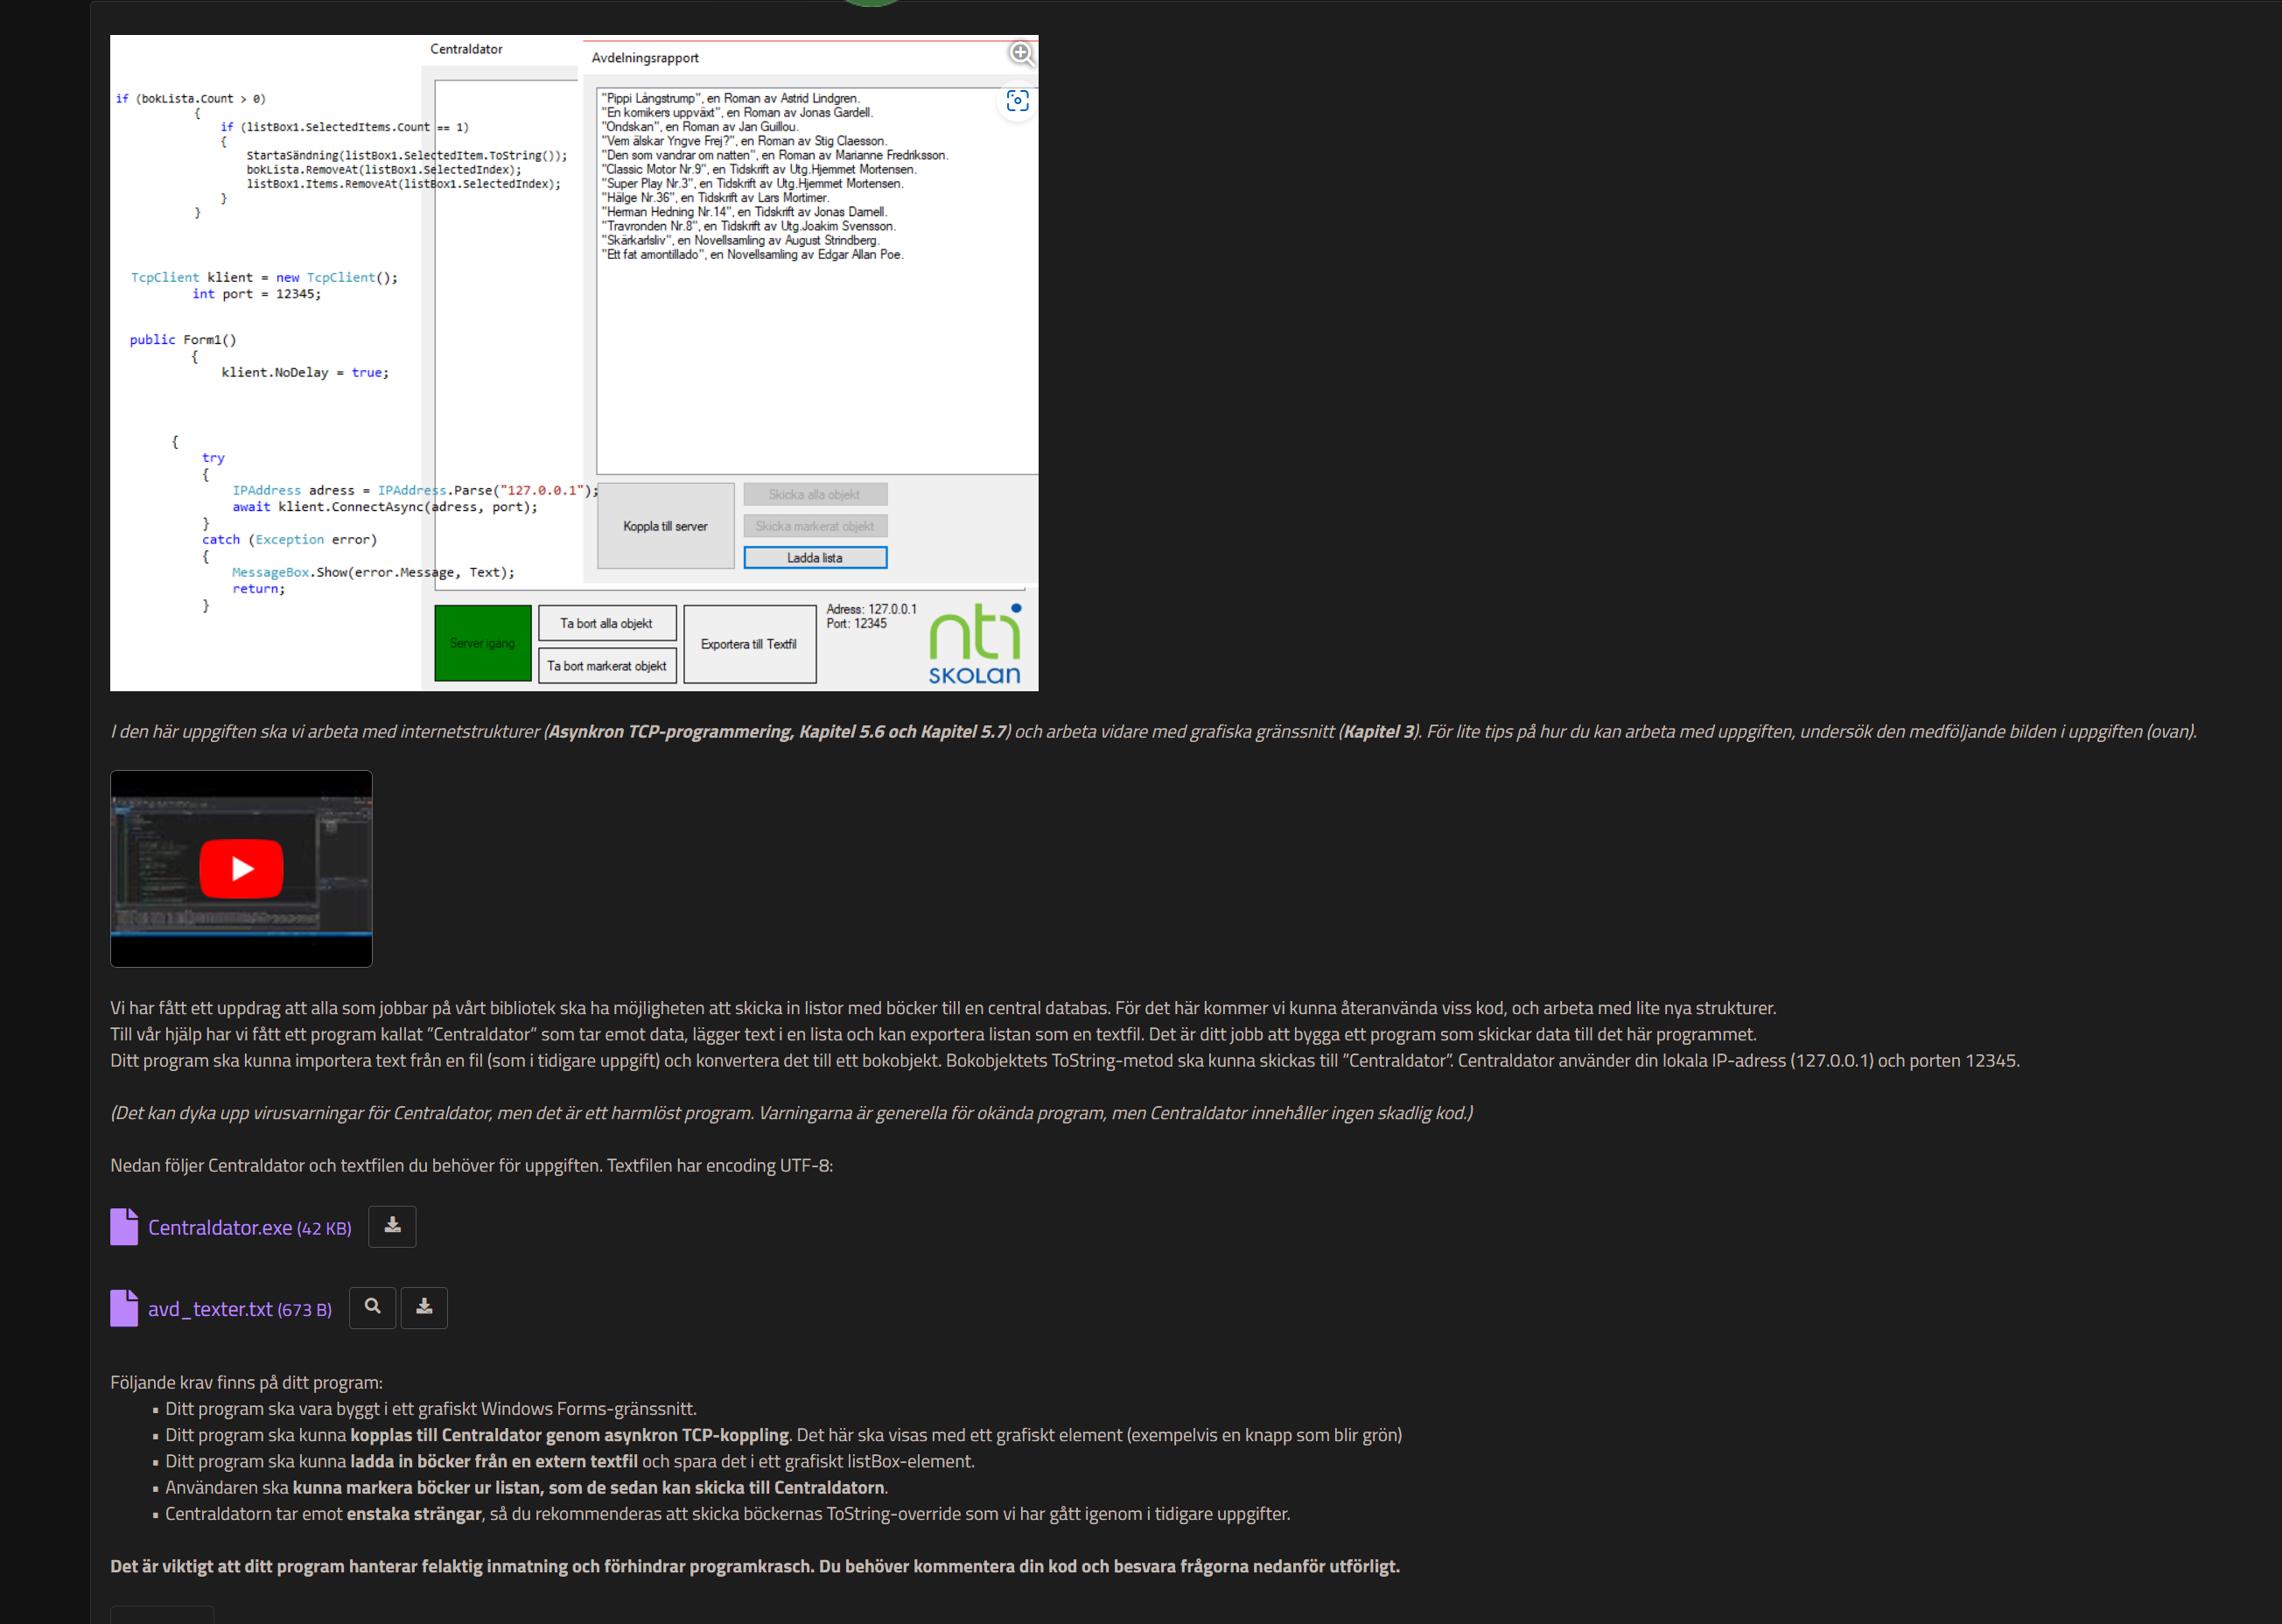 Centraldator
Avdelningsrapport
if (bokLista.Count > 0)
{
if (listBox1.SelectedItems.Count == 1)
{
StartaSändning(listBox1.SelectedItem.ToString());
bokLista.RemoveAt(listBox1.SelectedIndex);
listBox1.Items.RemoveAt(listBox1.SelectedIndex);
}
}
TcpClient klient = new TcpClient();
int port = 12345;
public Form1()
{
klient.NoDelay = true;
{
try
{
IPAddress adress = IPAddress.Parse("127.0.0.1");
await klient.ConnectAsync(adress, port);
}
catch (Exception error)
{
MessageBox.Show(error.Message, Text);
return;
}
"Pippi Långstrump", en Roman av Astrid Lindgren.
"En komikers uppväxt", en Roman av Jonas Gardell.
"Ondskan", en Roman av Jan Guillou.
"Vem älskar Yngve Frej?", en Roman av Stig Claesson.
"Den som vandrar om natten", en Roman av Marianne Fredriksson.
"Classic Motor Nr.9", en Tidskrift av Utg.Hjemmet Mortensen.
"Super Play Nr.3", en Tidskrift av Utg.Hjemmet Mortensen.
"Hälge Nr.36", en Tidskrift av Lars Mortimer.
"Herman Hedning Nr.14", en Tidskrift av Jonas Darnell.
"Travronden Nr.8", en Tidskrift av Utg.Joakim Svensson.
"Skärkarlsliv", en Novellsamling av August Strindberg.
"Ett fat amontillado", en Novellsamling av Edgar Allan Poe.
Koppla till server
Skicka alla objekt
Skicka markerat objekt
Ladda lista
Server igång
Ta bort alla objekt
Ta bort markerat objekt
Exportera till Textfil
Adress: 127.0.0.1
Port: 12345
nti
SKOLAN
I den här uppgiften ska vi arbeta med internetstrukturer (Asynkron TCP-programmering, Kapitel 5.6 och Kapitel 5.7) och arbeta vidare med grafiska gränssnitt (Kapitel 3). För lite tips på hur du kan arbeta med uppgiften, undersök den medföljande bilden i uppgiften (ovan).
Vi har fått ett uppdrag att alla som jobbar på vårt bibliotek ska ha möjligheten att skicka in listor med böcker till en central databas. För det här kommer vi kunna återanvända viss kod, och arbeta med lite nya strukturer.
Till vår hjälp har vi fått ett program kallat ”Centraldator” som tar emot data, lägger text i en lista och kan exportera listan som en textfil. Det är ditt jobb att bygga ett program som skickar data till det här programmet.
Ditt program ska kunna importera text från en fil (som i tidigare uppgift) och konvertera det till ett bokobjekt. Bokobjektets ToString-metod ska kunna skickas till ”Centraldator”. Centraldator använder din lokala IP-adress (127.0.0.1) och porten 12345.
(Det kan dyka upp virusvarningar för Centraldator, men det är ett harmlöst program. Varningarna är generella för okända program, men Centraldator innehåller ingen skadlig kod.)
Nedan följer Centraldator och textfilen du behöver för uppgiften. Textfilen har encoding UTF-8:
Centraldator.exe (42 KB)
avd_texter.txt (673 B)
Följande krav finns på ditt program:
▪ Ditt program ska vara byggt i ett grafiskt Windows Forms-gränssnitt.
▪ Ditt program ska kunna kopplas till Centraldator genom asynkron TCP-koppling. Det här ska visas med ett grafiskt element (exempelvis en knapp som blir grön)
▪ Ditt program ska kunna ladda in böcker från en extern textfil och spara det i ett grafiskt listBox-element.
▪ Användaren ska kunna markera böcker ur listan, som de sedan kan skicka till Centraldatorn.
▪ Centraldatorn tar emot enstaka strängar, så du rekommenderas att skicka böckernas ToString-override som vi har gått igenom i tidigare uppgifter.
Det är viktigt att ditt program hanterar felaktig inmatning och förhindrar programkrasch. Du behöver kommentera din kod och besvara frågorna nedanför utförligt.